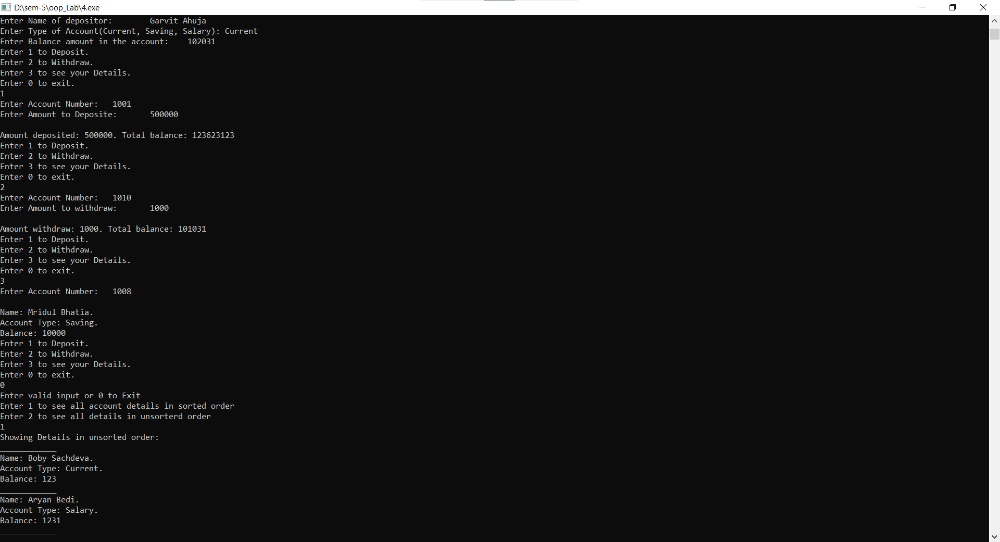 D:\sem-5\oop_Lab\4.exe
Enter Name of depositor:        Garvit Ahuja
Enter Type of Account(Current, Saving, Salary): Current
Enter Balance amount in the account:    102031
Enter 1 to Deposit.
Enter 2 to Withdraw.
Enter 3 to see your Details.
Enter 0 to exit.
1
Enter Account Number:   1001
Enter Amount to Deposite:       500000

Amount deposited: 500000. Total balance: 123623123
Enter 1 to Deposit.
Enter 2 to Withdraw.
Enter 3 to see your Details.
Enter 0 to exit.
2
Enter Account Number:   1010
Enter Amount to withdraw:       1000

Amount withdraw: 1000. Total balance: 101031
Enter 1 to Deposit.
Enter 2 to Withdraw.
Enter 3 to see your Details.
Enter 0 to exit.
3
Enter Account Number:   1008

Name: Mridul Bhatia.
Account Type: Saving.
Balance: 10000
Enter 1 to Deposit.
Enter 2 to Withdraw.
Enter 3 to see your Details.
Enter 0 to exit.
0
Enter valid input or 0 to Exit
Enter 1 to see all account details in sorted order
Enter 2 to see all details in unsorterd order
1
Showing Details in unsorted order:
____________
Name: Boby Sachdeva.
Account Type: Current.
Balance: 123
____________
Name: Aryan Bedi.
Account Type: Salary.
Balance: 1231
____________